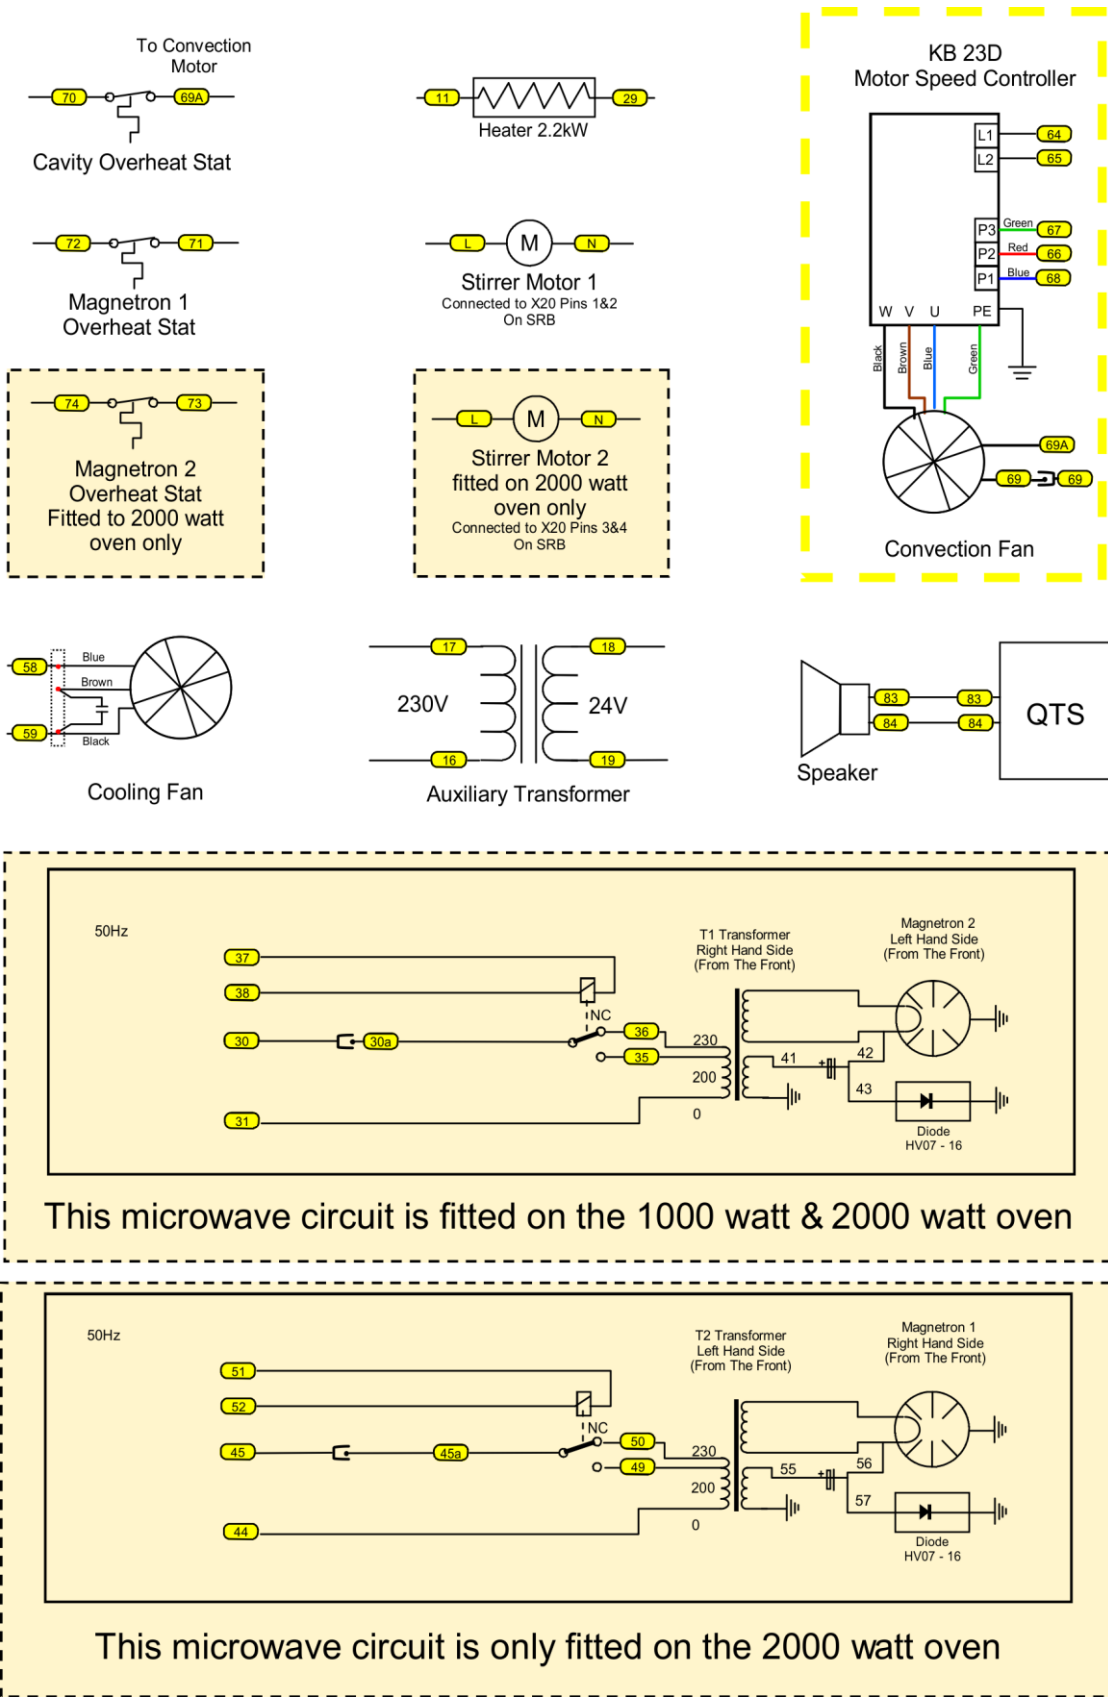 To Convection
Motor
70
69A
Cavity Overheat Stat
11
29
Heater 2.2kW
KB 23D
Motor Speed Controller
L1
64
L2
65
P3
Green
67
P2
Red
66
P1
Blue
68
W
V
U
PE
Black
Brown
Blue
Green
69A
69
69
Convection Fan
72
71
Magnetron 1
Overheat Stat
L
M
N
Stirrer Motor 1
Connected to X20 Pins 1&2
On SRB
74
73
Magnetron 2
Overheat Stat
Fitted to 2000 watt
oven only
L
M
N
Stirrer Motor 2
fitted on 2000 watt
oven only
Connected to X20 Pins 3&4
On SRB
58
Blue
Brown
59
Black
Cooling Fan
17
18
230V
24V
16
19
Auxiliary Transformer
83
83
84
84
QTS
Speaker
50Hz
37
38
30
30a
NC
36
35
31
T1 Transformer
Right Hand Side
(From The Front)
230
200
0
41
+
42
43
Magnetron 2
Left Hand Side
(From The Front)
Diode
HV07 - 16
This microwave circuit is fitted on the 1000 watt & 2000 watt oven
50Hz
51
52
45
45a
NC
50
49
44
T2 Transformer
Left Hand Side
(From The Front)
230
200
0
55
+
56
57
Magnetron 1
Right Hand Side
(From The Front)
Diode
HV07 - 16
This microwave circuit is only fitted on the 2000 watt oven